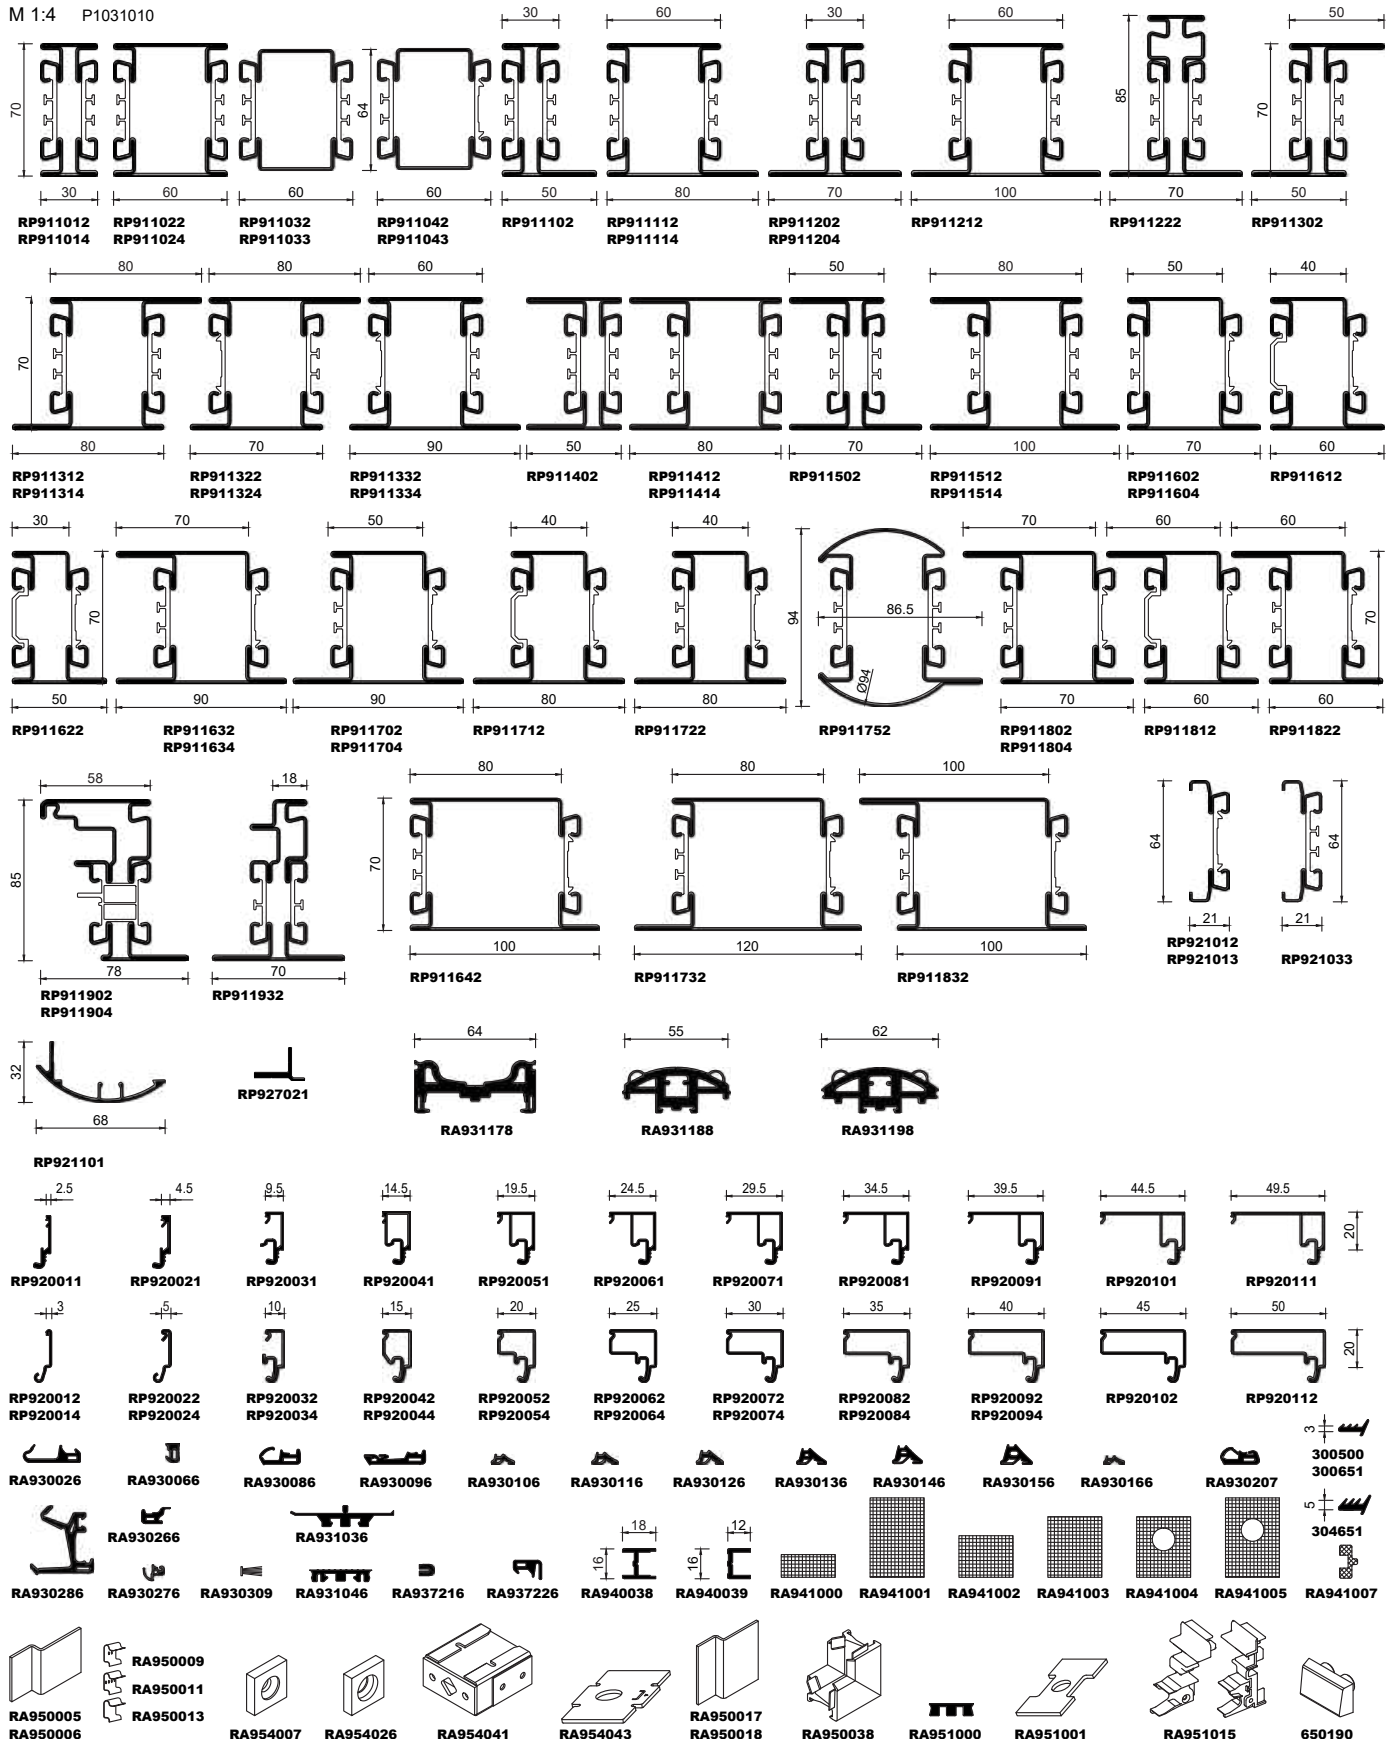 M 1:4 P1031010
30 60 30 60 50
70 64 85 70
30 60 60 60 50 80 70 100 70 50
RP911012 RP911022 RP911032 RP911042 RP911102 RP911112 RP911202 RP911212 RP911222 RP911302
RP911014 RP911024 RP911033 RP911043 RP911114 RP911204
80 80 60 50 80 50 40
70
80 70 90 50 80 70 100 70 60
RP911312 RP911322 RP911332 RP911402 RP911412 RP911502 RP911512 RP911602 RP911612
RP911314 RP911324 RP911334 RP911414 RP911514 RP911604
30 70 50 40 40 70 60 60
70 94 86.5 Ø94 70
50 90 90 80 80 70 60 60
RP911622 RP911632 RP911702 RP911712 RP911722 RP911752 RP911802 RP911812 RP911822
RP911634 RP911704 RP911804
58 18 80 80 100
85 70 64 64
100 120 100 21 21
RP921012
RP921013 RP921033
RP911642 RP911732 RP911832
78 70
RP911902 RP911932
RP911904
64 55 62
32
RP927021
68
RA931178 RA931188 RA931198
RP921101
2.5 4.5 9.5 14.5 19.5 24.5 29.5 34.5 39.5 44.5 49.5
20
RP920011 RP920021 RP920031 RP920041 RP920051 RP920061 RP920071 RP920081 RP920091 RP920101 RP920111
3 5 10 15 20 25 30 35 40 45 50
20
RP920012 RP920022 RP920032 RP920042 RP920052 RP920062 RP920072 RP920082 RP920092 RP920102 RP920112
RP920014 RP920024 RP920034 RP920044 RP920054 RP920064 RP920074 RP920084 RP920094
3
300500
300651
RA930026 RA930066 RA930086 RA930096 RA930106 RA930116 RA930126 RA930136 RA930146 RA930156 RA930166 RA930207
5
304651
RA930266 RA931036
18 12
16 16
RA930286 RA930276 RA930309 RA931046 RA937216 RA937226 RA940038 RA940039 RA941000 RA941001 RA941002 RA941003 RA941004 RA941005 RA941007
RA950009
RA950011
RA950013
RA950005 RA950017
RA950006 RA954007 RA954026 RA954041 RA954043 RA950018 RA950038 RA951000 RA951001 RA951015 650190